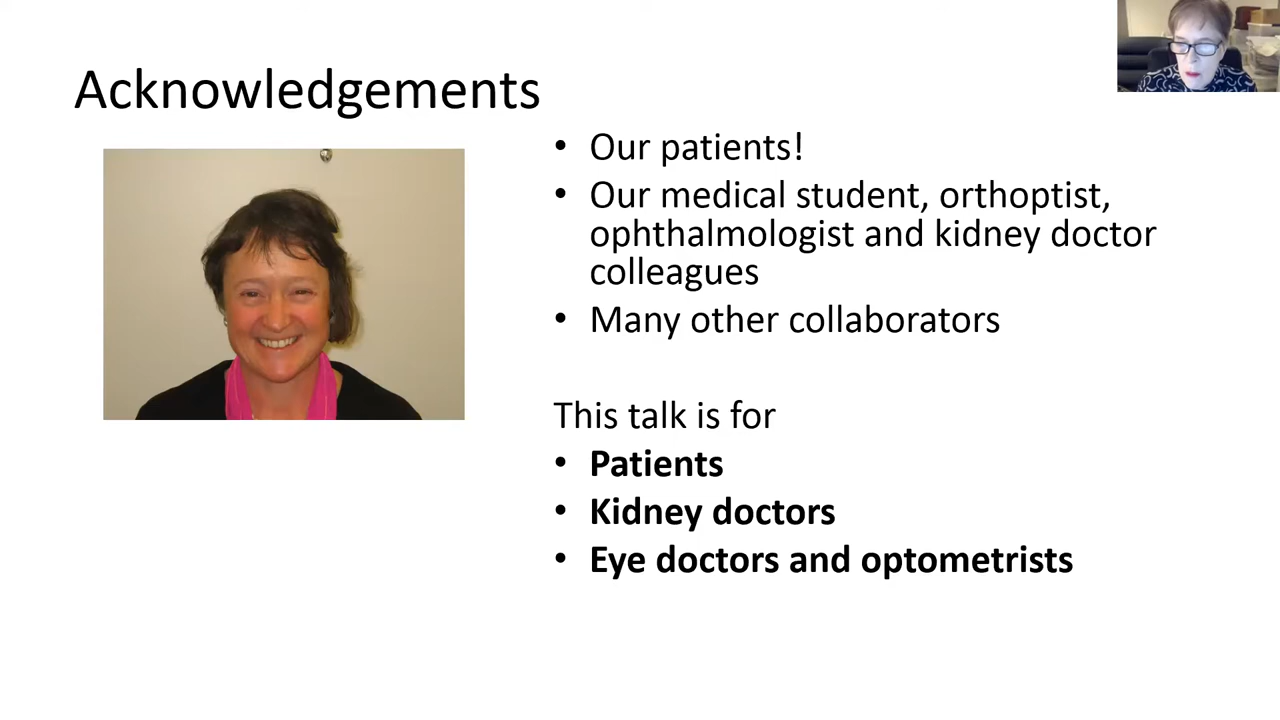 Acknowledgements
• Our patients!
• Our medical student, orthoptist,
ophthalmologist and kidney doctor
colleagues
• Many other collaborators
This talk is for
• Patients
• Kidney doctors
• Eye doctors and optometrists